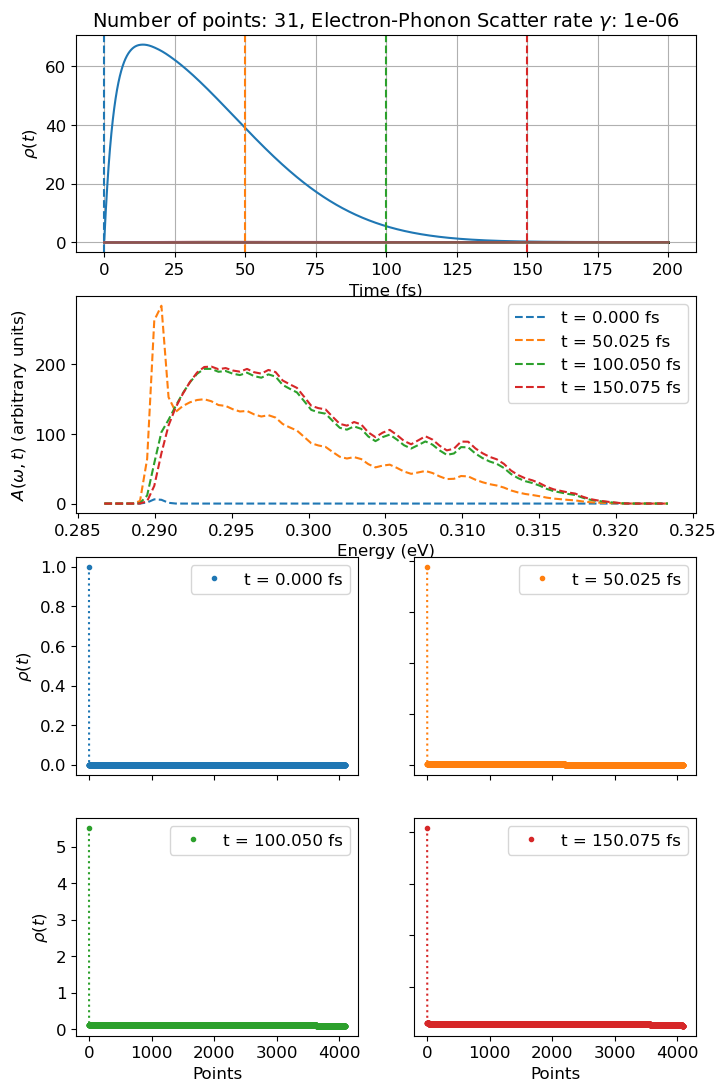 Number of points: 31, Electron-Phonon Scatter rate γ: 1e-06
ρ(t)
60
40
20
0
0 25 50 75 100 125 150 175 200
Time (fs)
A(ω, t) (arbitrary units)
200
100
0
t = 0.000 fs
t = 50.025 fs
t = 100.050 fs
t = 150.075 fs
0.285 0.290 0.295 0.300 0.305 0.310 0.315 0.320 0.325
Energy (eV)
ρ(t)
1.0
0.8
0.6
0.4
0.2
0.0
t = 0.000 fs
t = 50.025 fs
ρ(t)
5
4
3
2
1
0
t = 100.050 fs
0 1000 2000 3000 4000
Points
t = 150.075 fs
0 1000 2000 3000 4000
Points